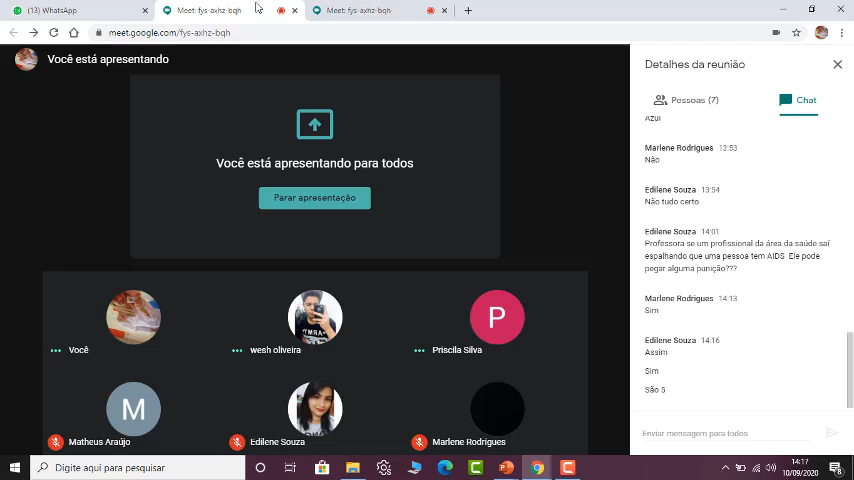 (13) WhatsApp
Meet: fys-axhz-bqh
Meet: fys-axhz-bqh
meet.google.com/fys-axhz-bqh
Você está apresentando
Você está apresentando para todos
Parar apresentação
Você
wesh oliveira
Priscila Silva
M
Matheus Araújo
Edilene Souza
Marlene Rodrigues
P
Detalhes da reunião
Pessoas (7)
Chat
Azul
Marlene Rodrigues 13:53
Não
Edilene Souza 13:54
Não tudo certo
Edilene Souza 14:01
Professora se um profissional da área da saúde saí
espalhando que uma pessoa tem AIDS Ele pode
pegar alguma punição???
Marlene Rodrigues 14:13
Sim
Edilene Souza 14:16
Assim
Sim
São 5
Enviar mensagem para todos
Digite aqui para pesquisar
14:17
10/09/2020